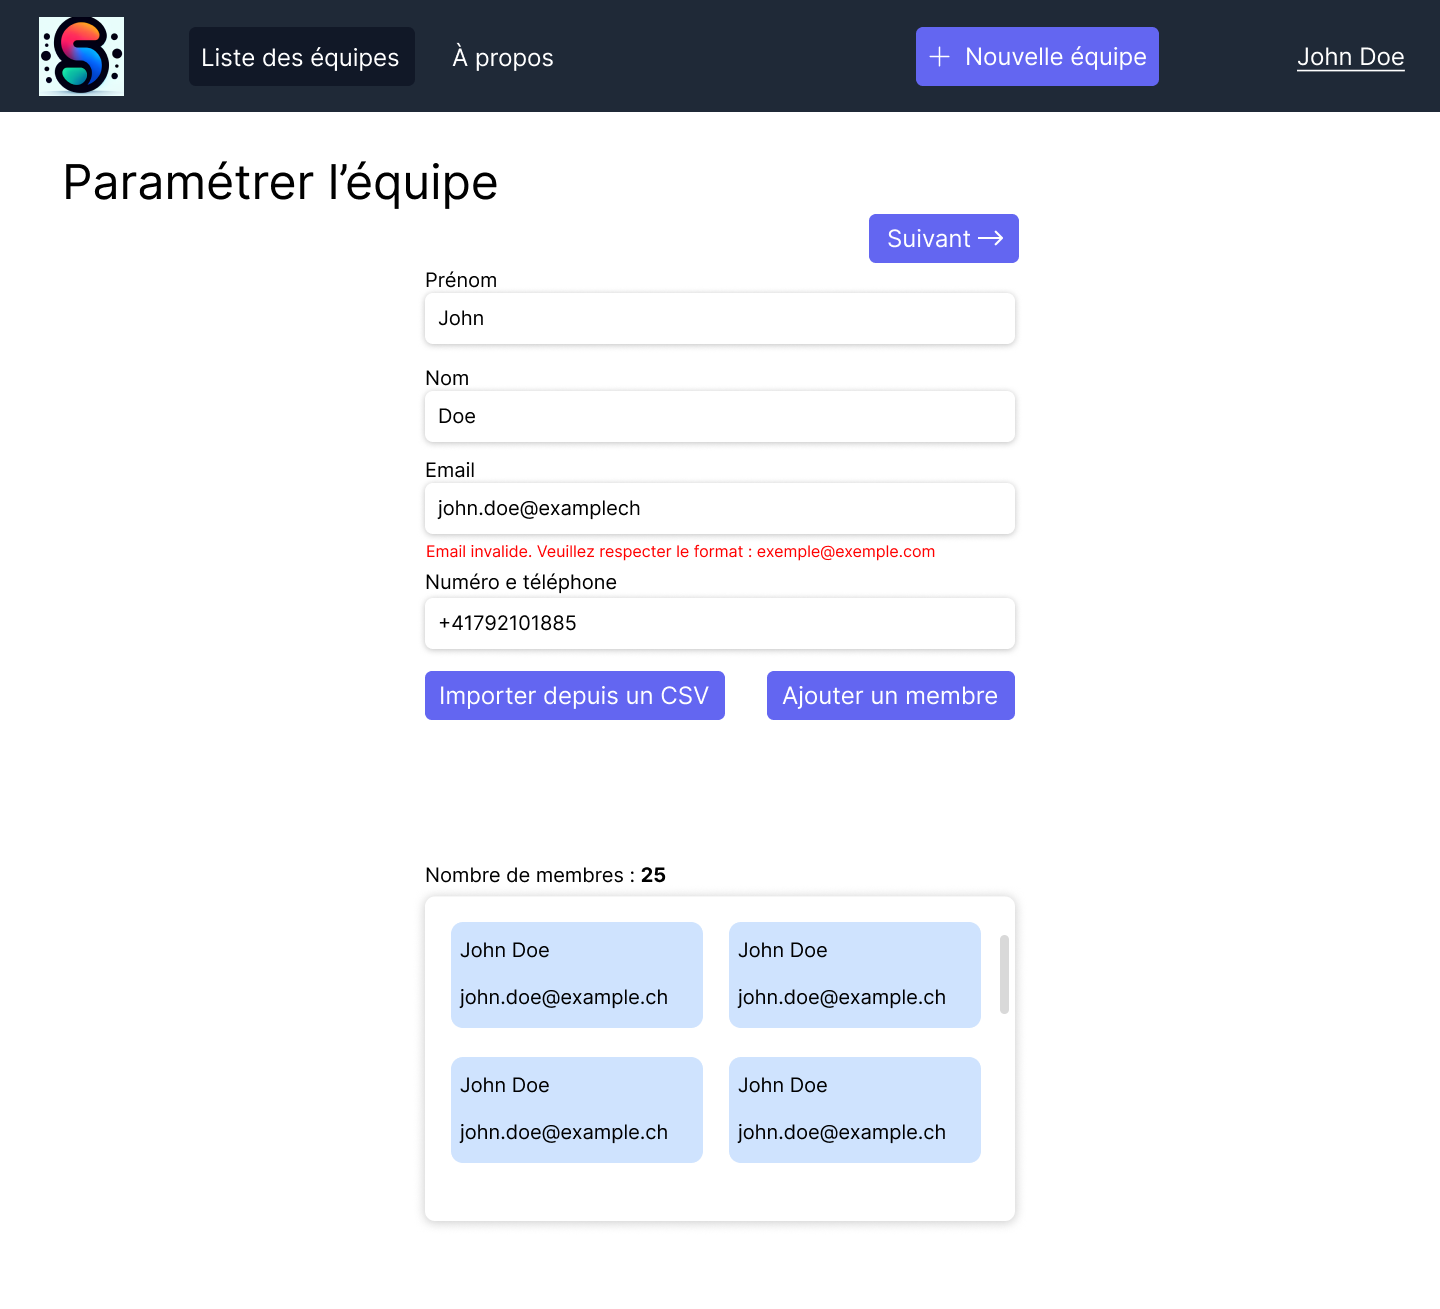 Liste des équipes
À propos
Nouvelle équipe
John Doe
Paramétrer l’équipe
Suivant
Prénom
John
Nom
Doe
Email
john.doe@examplech
Email invalide. Veuillez respecter le format : exemple@exemple.com
Numéro e téléphone
+41792101885
Importer depuis un CSV
Ajouter un membre
Nombre de membres : 25
John Doe
john.doe@example.ch
John Doe
john.doe@example.ch
John Doe
john.doe@example.ch
John Doe
john.doe@example.ch